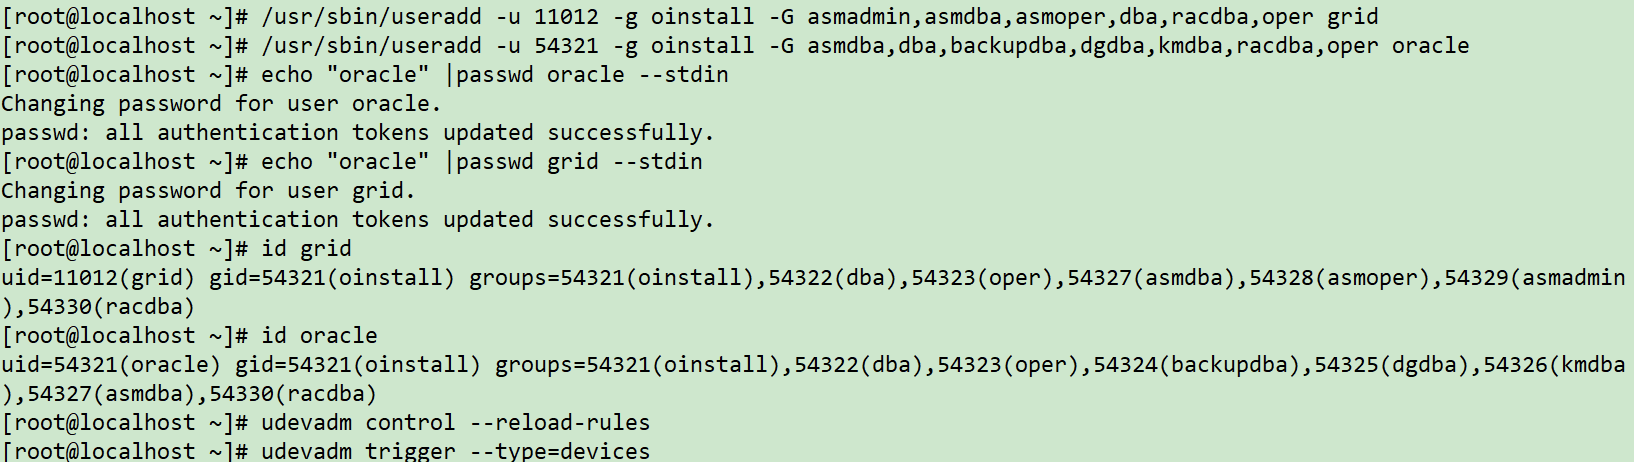 [root@localhost ~]# /usr/sbin/useradd -u 11012 -g oinstall -G asmadmin,asmdba,asmoper,dba,racdba,oper grid
[root@localhost ~]# /usr/sbin/useradd -u 54321 -g oinstall -G asmdba,dba,backupdba,dgdba,kmdba,racdba,oper oracle
[root@localhost ~]# echo "oracle" |passwd oracle --stdin
Changing password for user oracle.
passwd: all authentication tokens updated successfully.
[root@localhost ~]# echo "oracle" |passwd grid --stdin
Changing password for user grid.
passwd: all authentication tokens updated successfully.
[root@localhost ~]# id grid
uid=11012(grid) gid=54321(oinstall) groups=54321(oinstall),54322(dba),54323(oper),54327(asmdba),54328(asmoper),54329(asmadmin
),54330(racdba)
[root@localhost ~]# id oracle
uid=54321(oracle) gid=54321(oinstall) groups=54321(oinstall),54322(dba),54323(oper),54324(backupdba),54325(dgdba),54326(kmdba
),54327(asmdba),54330(racdba)
[root@localhost ~]# udevadm control --reload-rules
[root@localhost ~]# udevadm trigger --type=devices